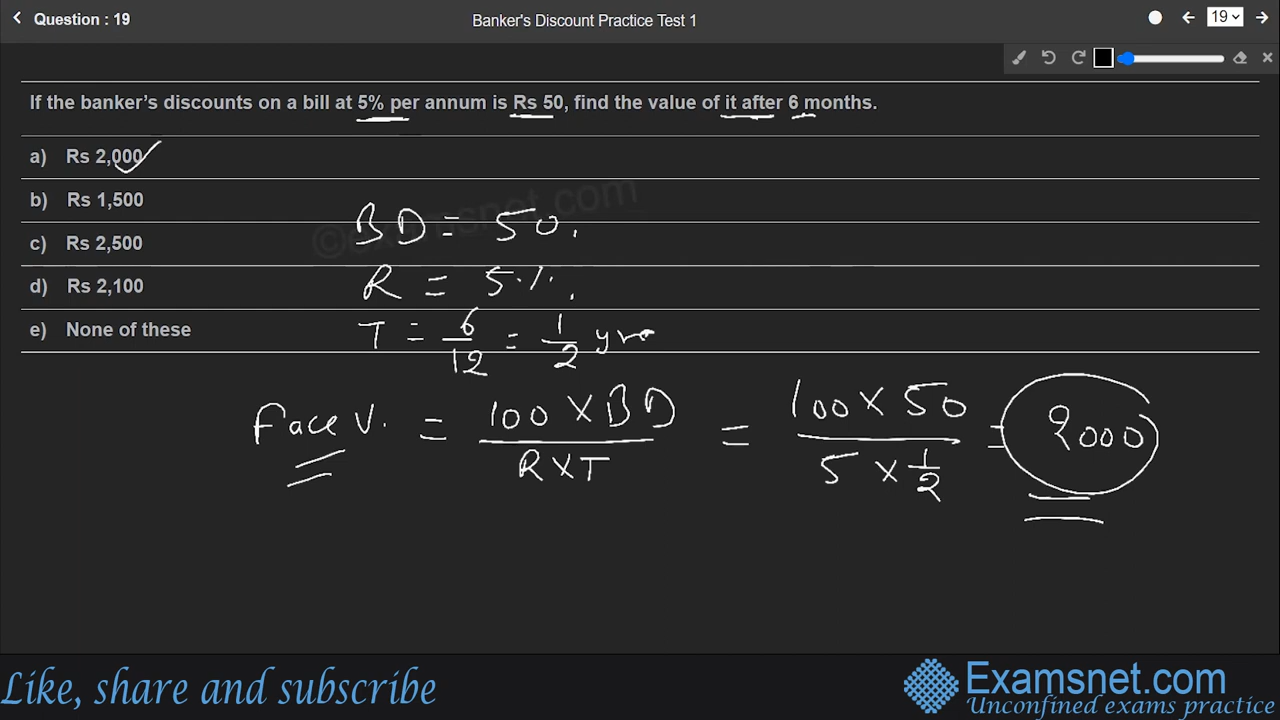 Question : 19
Banker's Discount Practice Test 1
19
If the banker's discounts on a bill at 5% per annum is Rs 50, find the value of it after 6 months.
a) Rs 2,000
b) Rs 1,500
c) Rs 2,500
d) Rs 2,100
e) None of these
©examsnet.com
BD = 50.
R = 5%.
T = 6/12 = 1/2 yrs
Face V. = 100 X BD / R X T = 100 X 50 / 5 X 1/2 = 2000
Like, share and subscribe
Examsnet.com
Unconfined exams practice